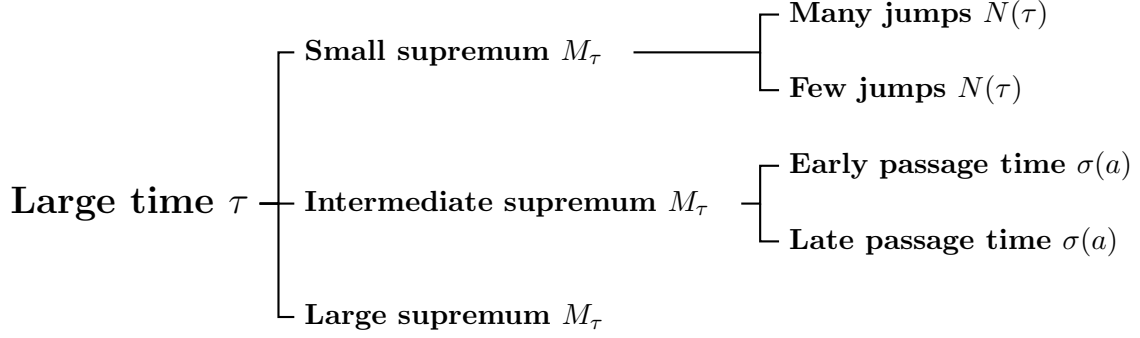 Many jumps N(τ)
Small supremum M_τ
Few jumps N(τ)
Early passage time σ(a)
Large time τ
Intermediate supremum M_τ
Late passage time σ(a)
Large supremum M_τ